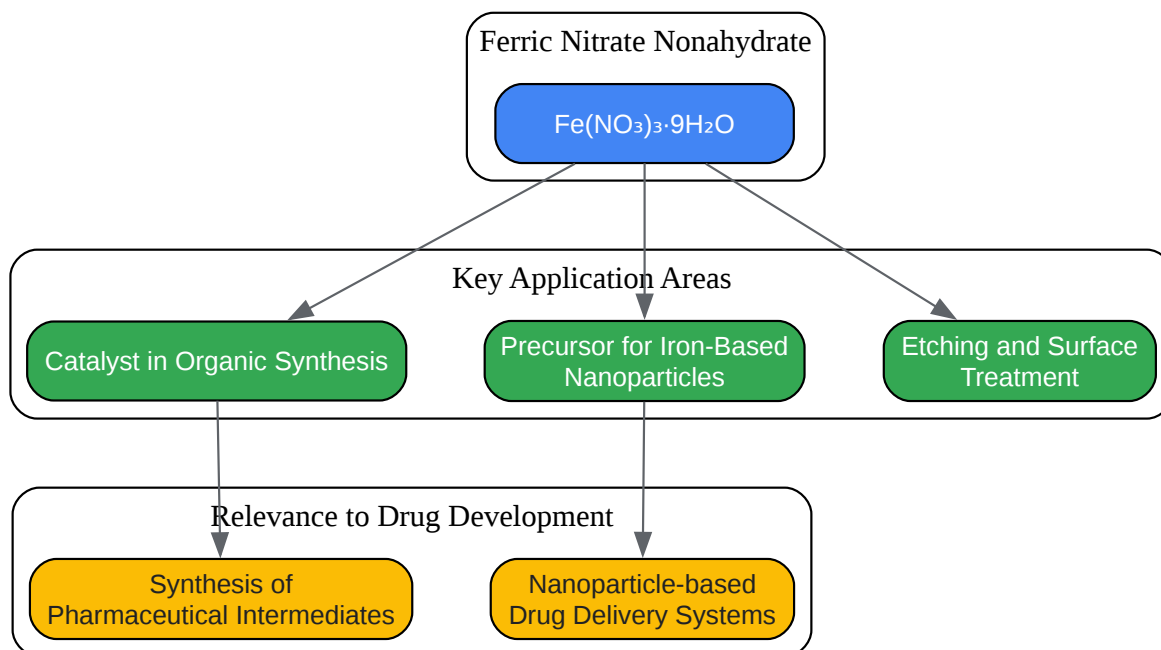 Ferric Nitrate Nonahydrate
Fe(NO₃)₃·9H₂O
Key Application Areas
Catalyst in Organic Synthesis
Precursor for Iron-Based
Nanoparticles
Etching and Surface
Treatment
Relevance to Drug Development
Synthesis of
Pharmaceutical Intermediates
Nanoparticle-based
Drug Delivery Systems